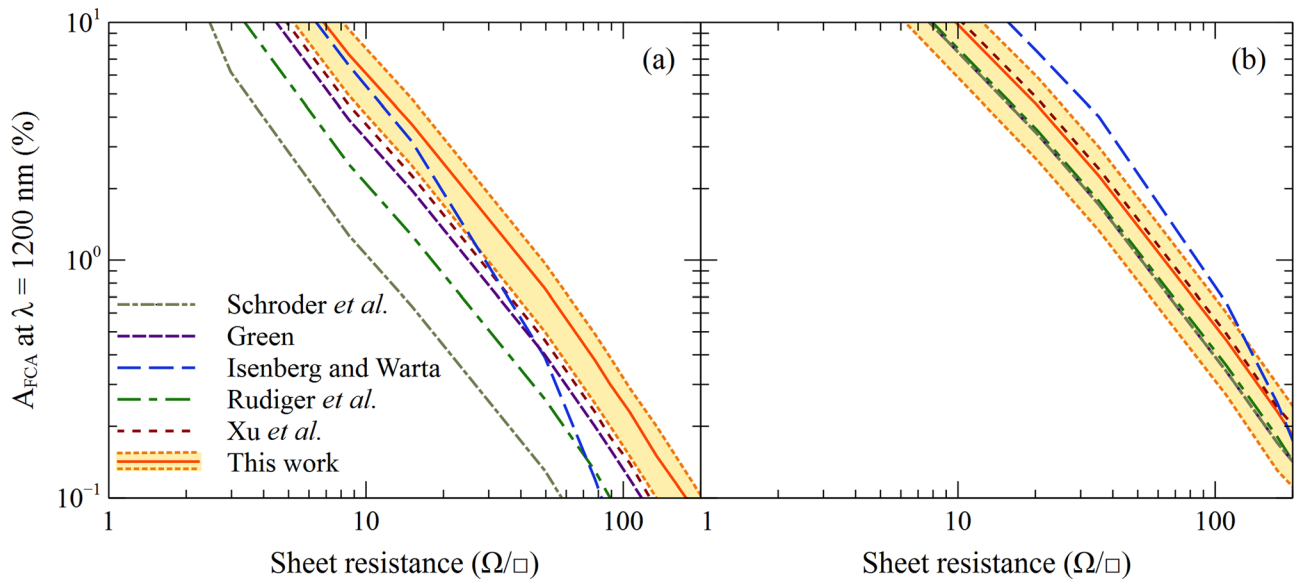 10¹
10⁰
10⁻¹
A_FCA at λ = 1200 nm (%)
(a)
(b)
Schroder et al.
Green
Isenberg and Warta
Rudiger et al.
Xu et al.
This work
1 10 100 1 10 100
Sheet resistance (Ω/□) Sheet resistance (Ω/□)